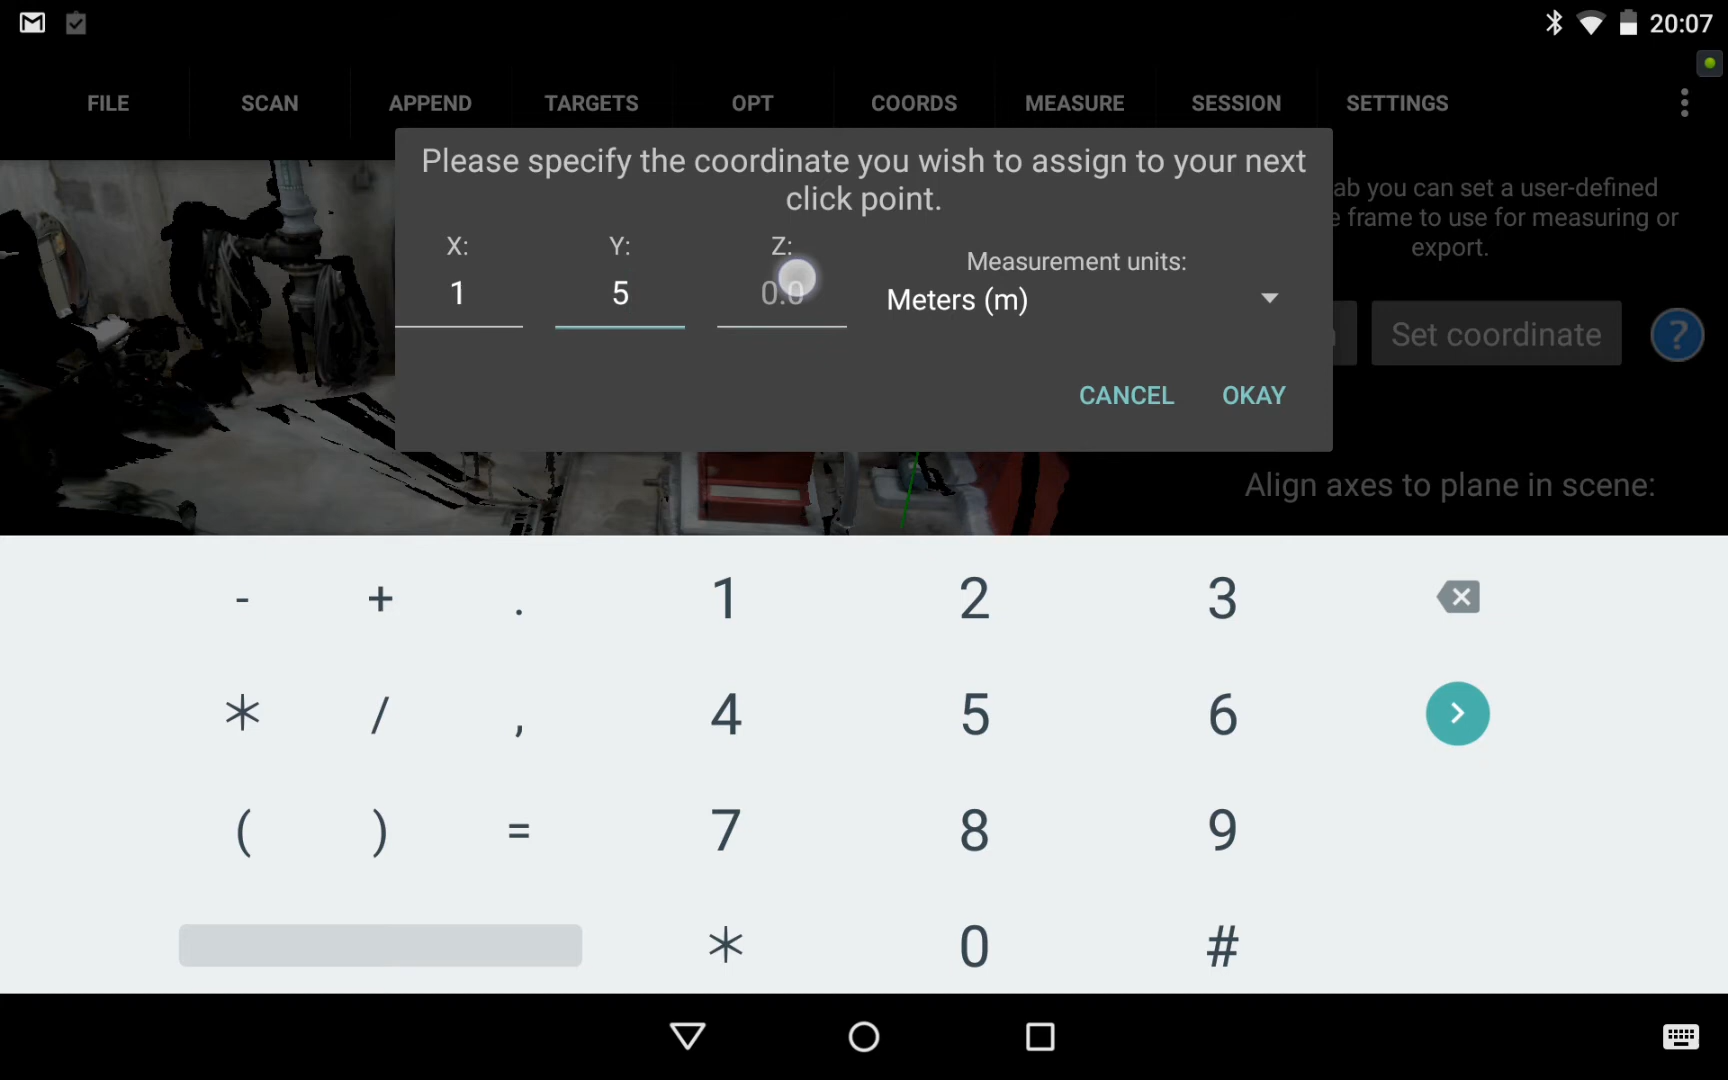 20:07
FILE SCAN APPEND TARGETS OPT COORDS MEASURE SESSION SETTINGS
Please specify the coordinate you wish to assign to your next
click point.
X: Y: Z:
1 5 0.0
Measurement units:
Meters (m)
CANCEL OKAY
ab you can set a user-defined
e frame to use for measuring or
export.
Set coordinate ?
Align axes to plane in scene:
- + . 1 2 3
* / , 4 5 6
( ) = 7 8 9
* 0 #